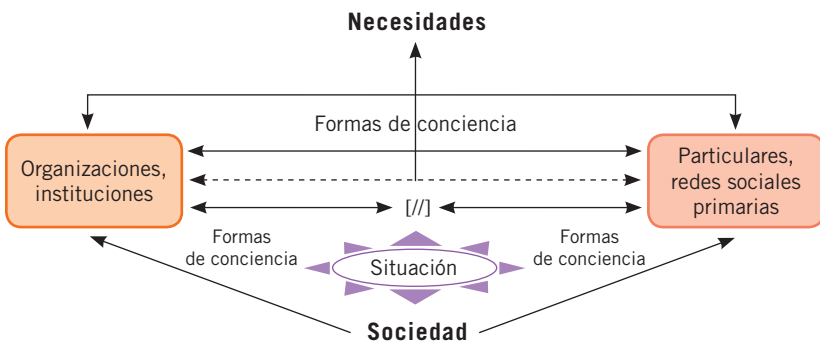 Necesidades
Formas de conciencia
Organizaciones,
instituciones
Particulares,
redes sociales
primarias
[//]
Formas
de conciencia
Situación
Formas
de conciencia
Sociedad